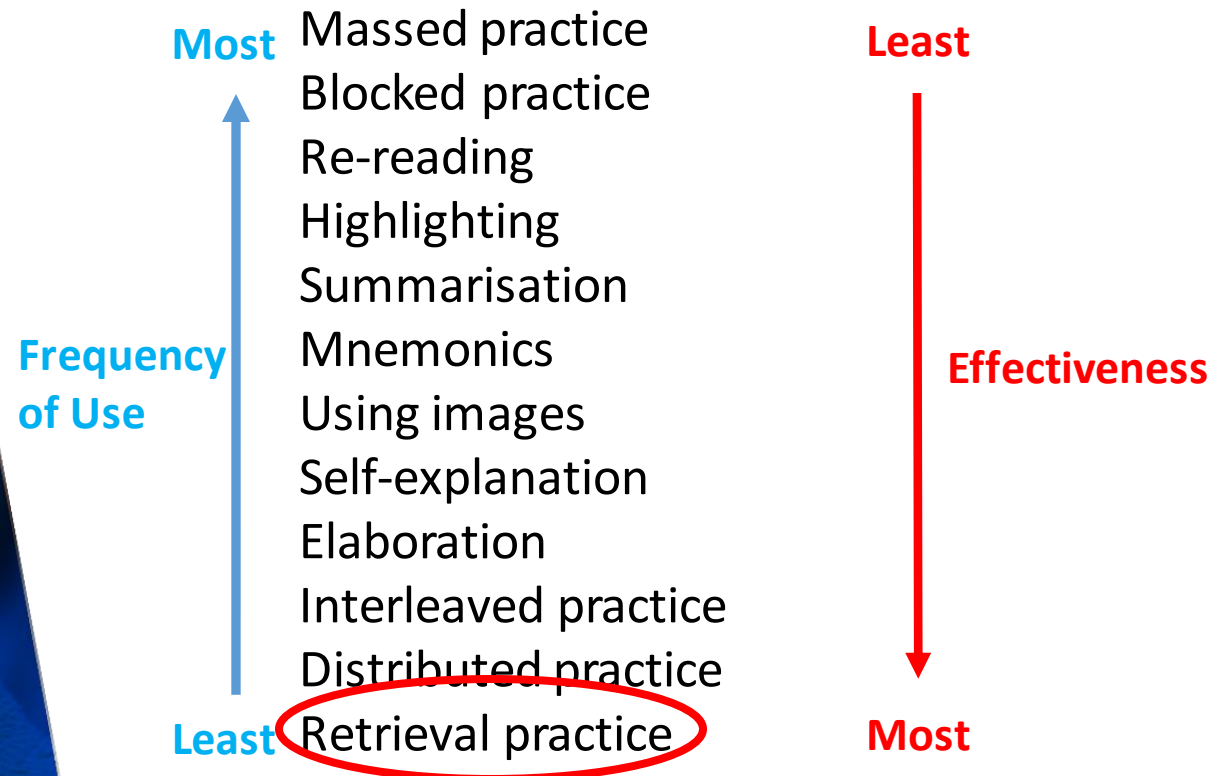 Most
Massed practice
Least
Blocked practice
Re-reading
Highlighting
Summarisation
Frequency
of Use
Mnemonics
Effectiveness
Using images
Self-explanation
Elaboration
Interleaved practice
Distributed practice
Least
Retrieval practice
Most